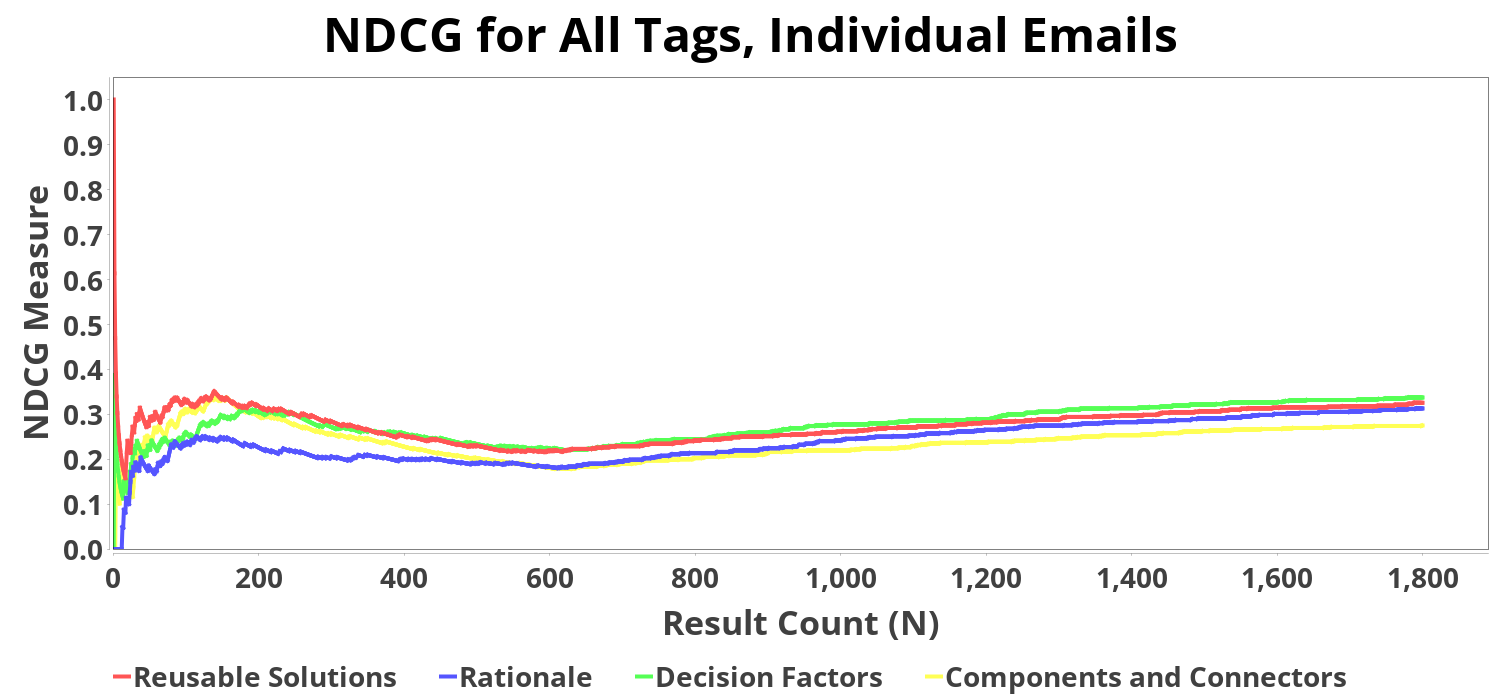 NDCG for All Tags, Individual Emails
NDCG Measure
1.0
0.9
0.8
0.7
0.6
0.5
0.4
0.3
0.2
0.1
0.0
0 200 400 600 800 1,000 1,200 1,400 1,600 1,800
Result Count (N)
Reusable Solutions Rationale Decision Factors Components and Connectors